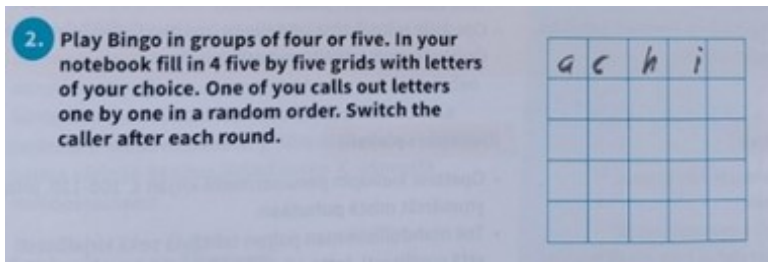 2. Play Bingo in groups of four or five. In your
notebook fill in 4 five by five grids with letters
of your choice. One of you calls out letters
one by one in a random order. Switch the
caller after each round.
a c h i